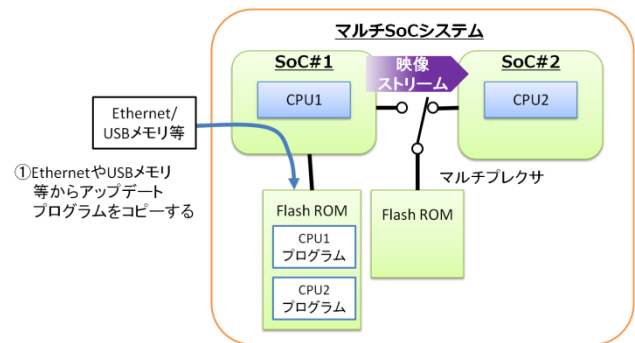 マルチSoCシステム
SoC#1
映像
ストリーム
SoC#2
CPU1
CPU2
Ethernet/
USBメモリ等
①EthernetやUSBメモリ
等からアップデート
プログラムをコピーする
マルチプレクサ
Flash ROM
CPU1
プログラム
CPU2
プログラム
Flash ROM